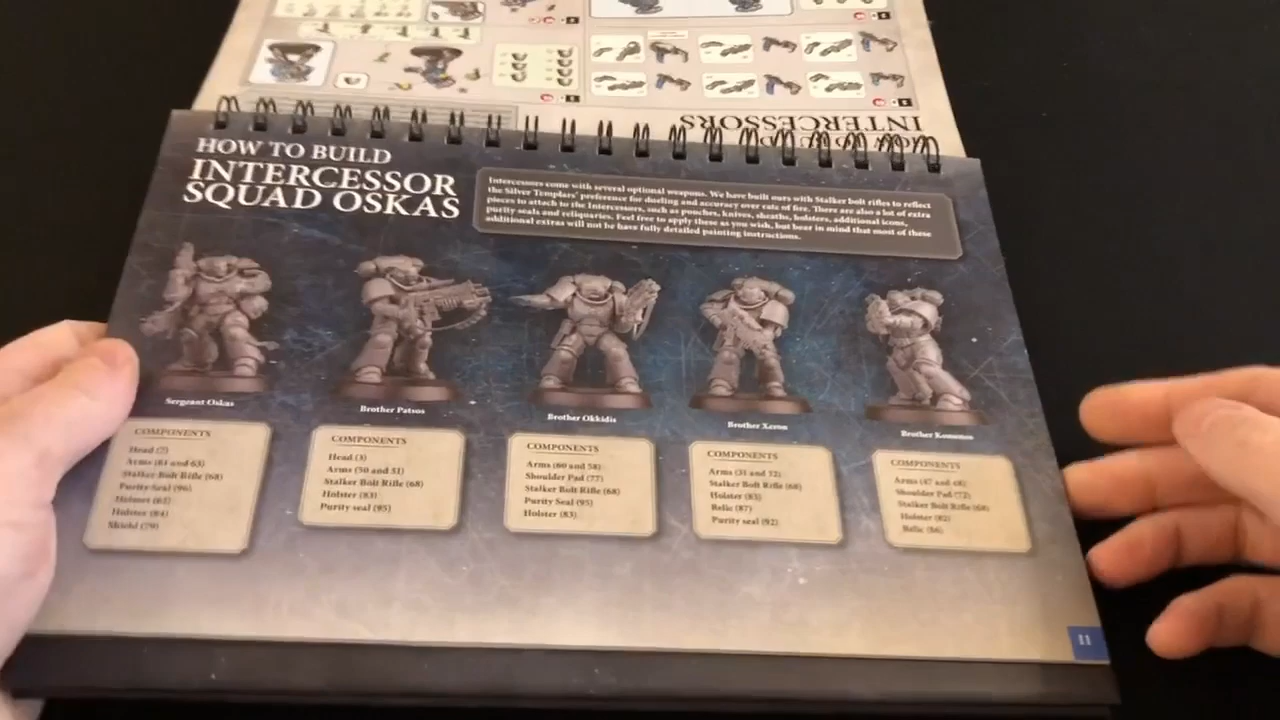 INTERCESSORS
HOW TO BUILD
INTERCESSOR
SQUAD OSKAS
Intercessors come with several optional weapons. We have built ours with Stalker bolt rifles to reflect
the Silver Templars' preference for dueling and accuracy over rate of fire. There are also a lot of extra
pieces to attach to the Intercessors, such as pouches, knives, sheaths, holsters, additional icons,
purity seals and reliquaries. Feel free to apply these as you wish, but bear in mind that most of these
additional extras will not be have fully detailed painting instructions.
Sergeant Oskas
Brother Patsos
Brother Okkidis
Brother Xeron
Brother
COMPONENTS
Head (7)
Arms (64 and 63)
Stalker Bolt Rifle (68)
Purity Seal (96)
Helmet (62)
Holster (84)
Shield (79)
COMPONENTS
Head (3)
Arms (50 and 51)
Stalker Bolt Rifle (68)
Holster (83)
Purity seal (95)
COMPONENTS
Arms (60 and 58)
Shoulder Pad (77)
Stalker Bolt Rifle (68)
Purity Seal (95)
Holster (83)
COMPONENTS
Arms (31 and 32)
Stalker Bolt Rifle (68)
Holster (83)
Relic (87)
Purity seal (92)
COMPONENTS
Arms (47 and 48)
Shoulder Pad (72)
Stalker Bolt Rifle (68)
Holster (82)
Relic (86)
11